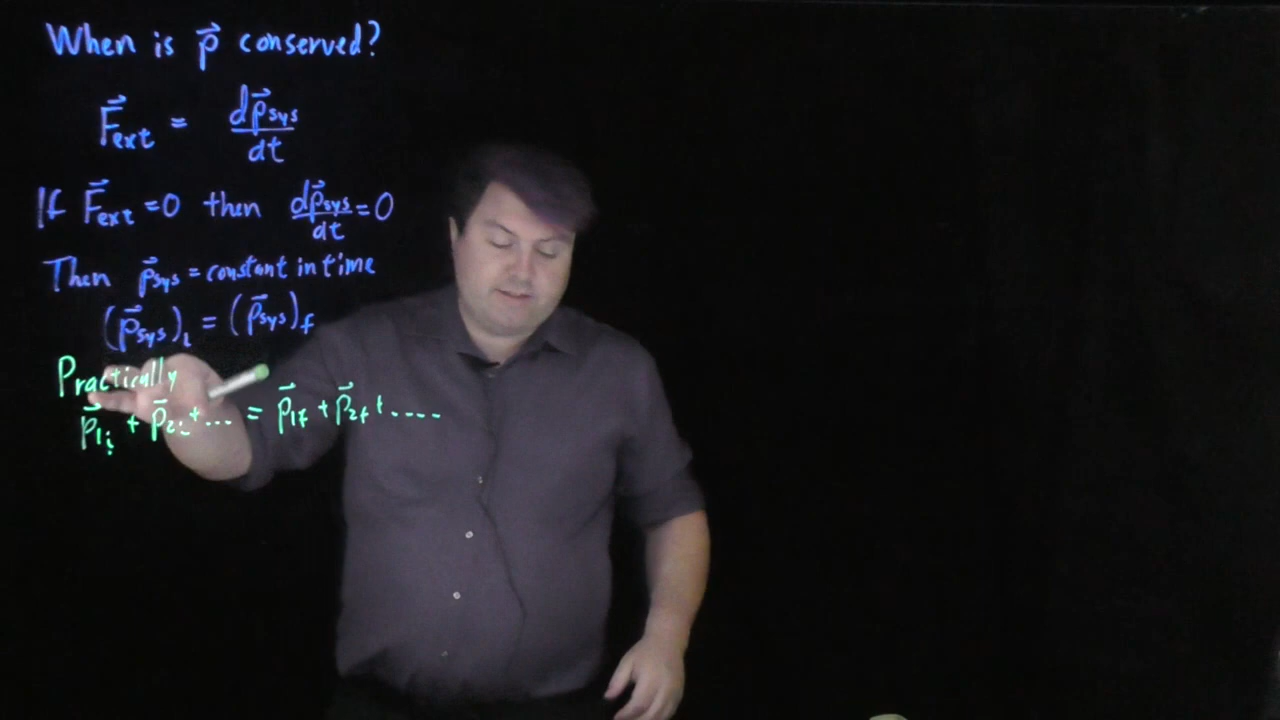 When is p⃗ conserved?
F⃗ext = dp⃗sys/dt
If F⃗ext = 0 then dp⃗sys/dt = 0
Then p⃗sys = constant in time
(p⃗sys)i = (p⃗sys)f
Practically
p⃗1i + p⃗2i + ... = p⃗1f + p⃗2f + ....